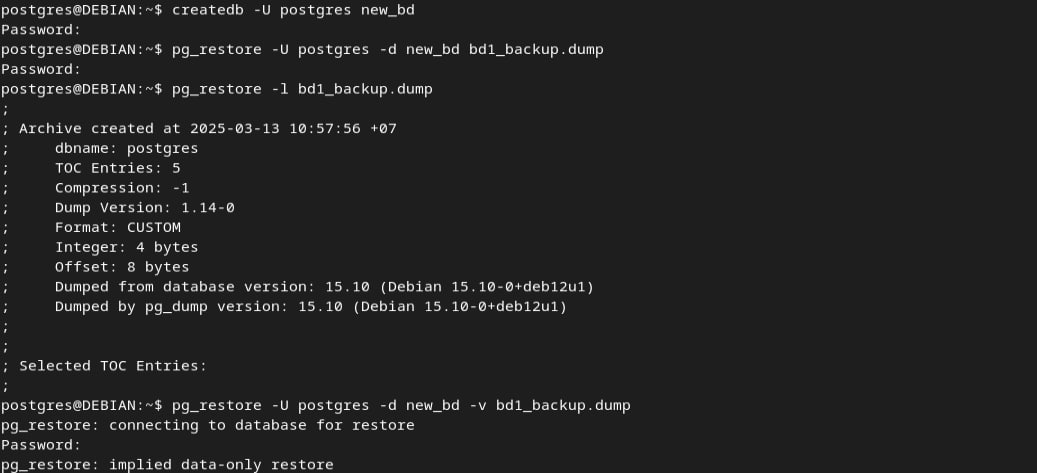 postgres@DEBIAN:~$ createdb -U postgres new_bd
Password:
postgres@DEBIAN:~$ pg_restore -U postgres -d new_bd bd1_backup.dump
Password:
postgres@DEBIAN:~$ pg_restore -l bd1_backup.dump
;
; Archive created at 2025-03-13 10:57:56 +07
;     dbname: postgres
;     TOC Entries: 5
;     Compression: -1
;     Dump Version: 1.14-0
;     Format: CUSTOM
;     Integer: 4 bytes
;     Offset: 8 bytes
;     Dumped from database version: 15.10 (Debian 15.10-0+deb12u1)
;     Dumped by pg_dump version: 15.10 (Debian 15.10-0+deb12u1)
;
;
; Selected TOC Entries:
;
postgres@DEBIAN:~$ pg_restore -U postgres -d new_bd -v bd1_backup.dump
pg_restore: connecting to database for restore
Password:
pg_restore: implied data-only restore